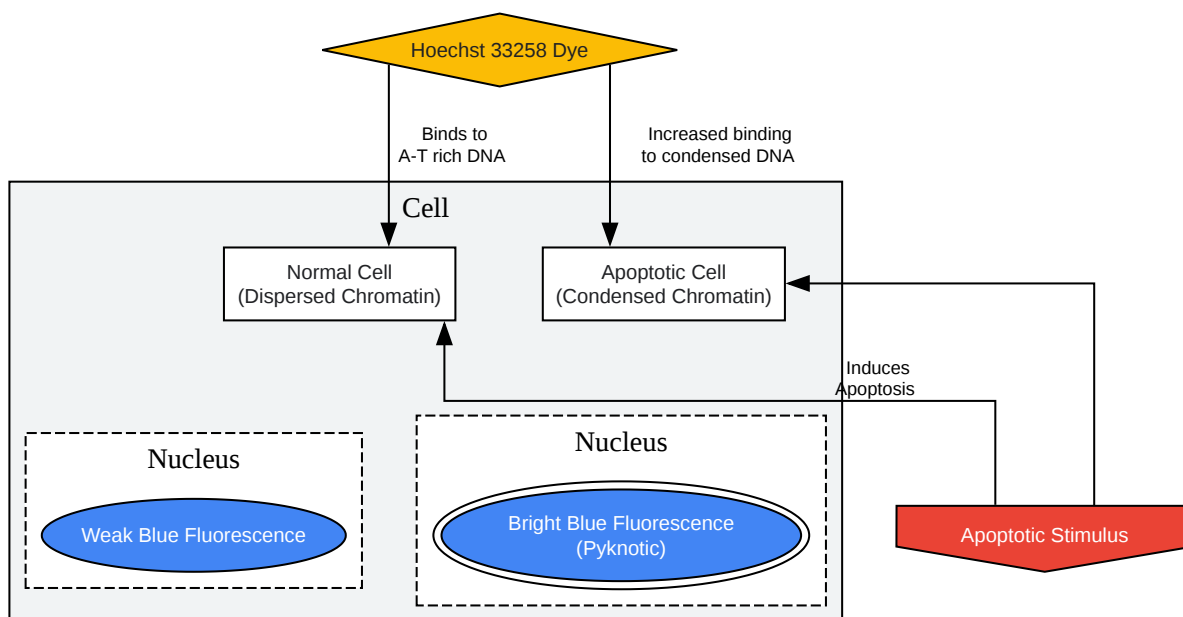 Hoechst 33258 Dye
Binds to
A-T rich DNA
Increased binding
to condensed DNA
Cell
Normal Cell
(Dispersed Chromatin)
Apoptotic Cell
(Condensed Chromatin)
Induces
Apoptosis
Nucleus
Weak Blue Fluorescence
Nucleus
Bright Blue Fluorescence
(Pyknotic)
Apoptotic Stimulus